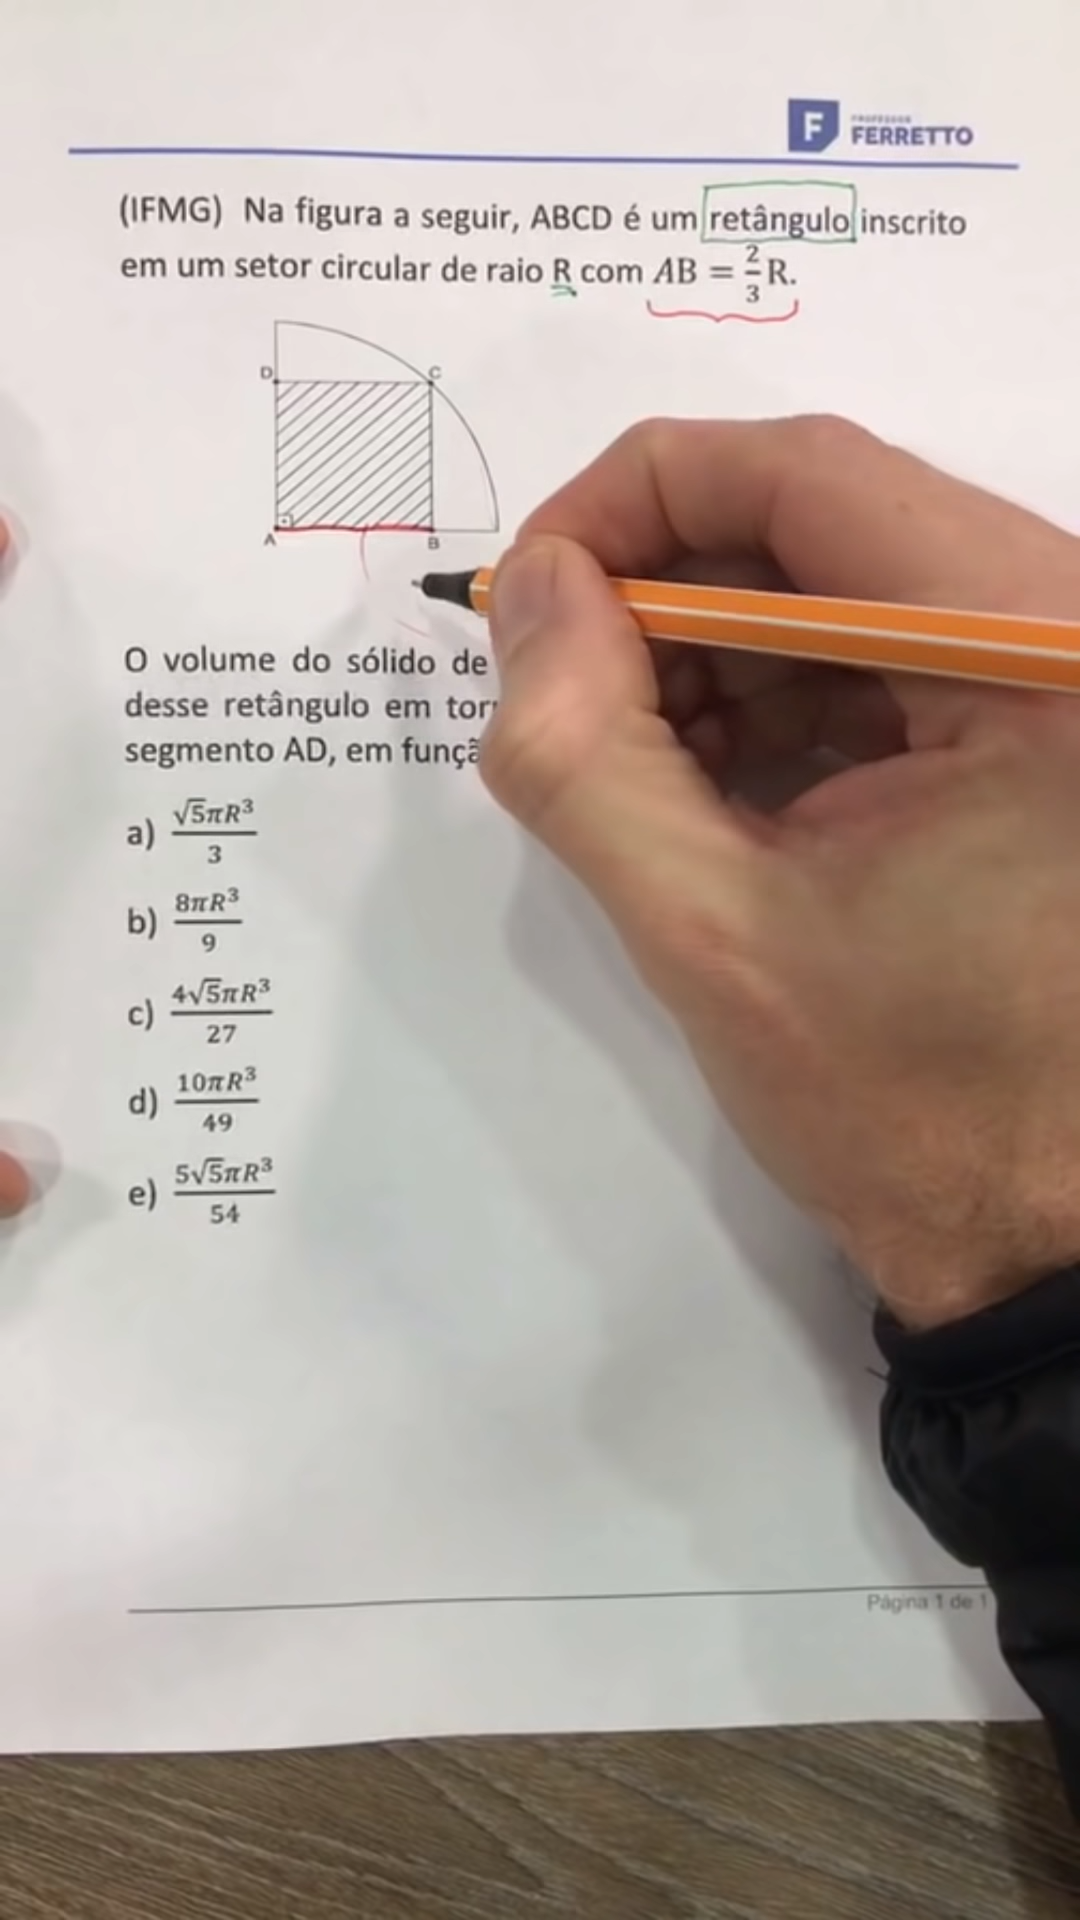 PROFESSOR
FERRETTO
(IFMG) Na figura a seguir, ABCD é um retângulo inscrito
em um setor circular de raio R com AB = 2/3 R.
D C
A B
O volume do sólido de
desse retângulo em
segmento AD, em
a) √5πR³/3
b) 8πR³/9
c) 4√5πR³/27
d) 10πR³/49
e) 5√5πR³/54
Página 1 de 1